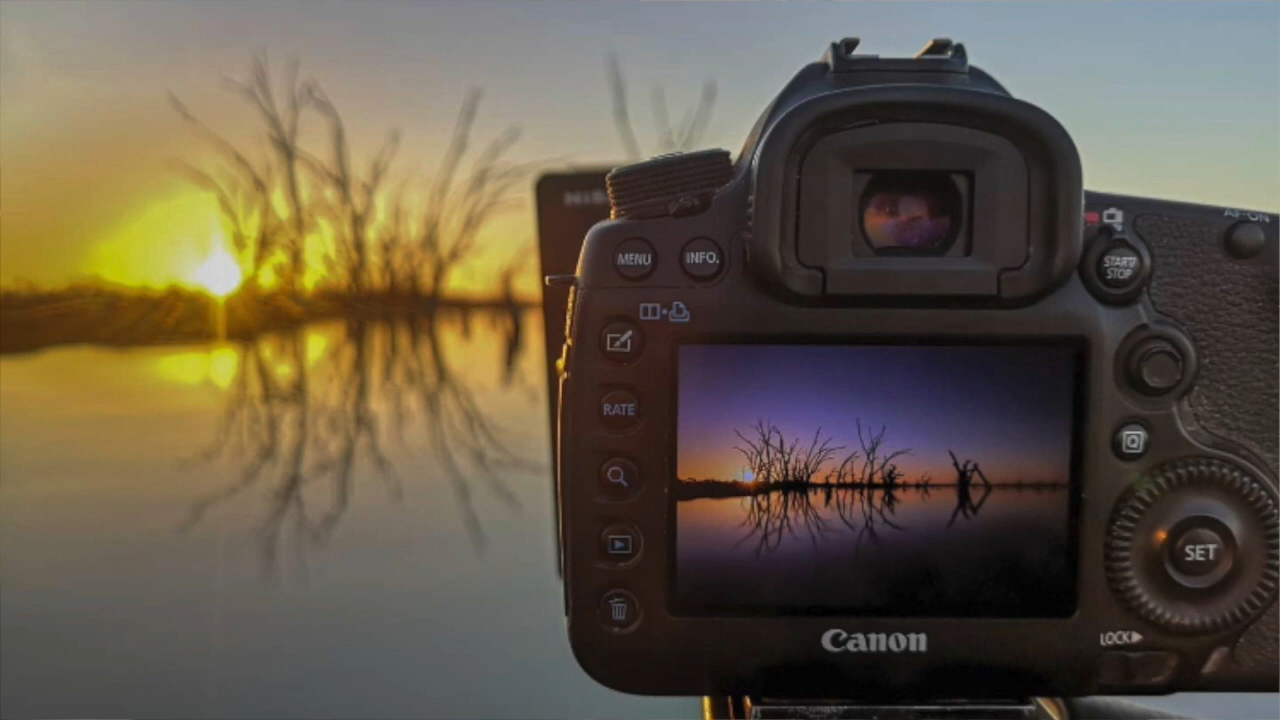 MENU
INFO.
START/
STOP
AF-ON
RATE
Q
SET
LOCK
Canon